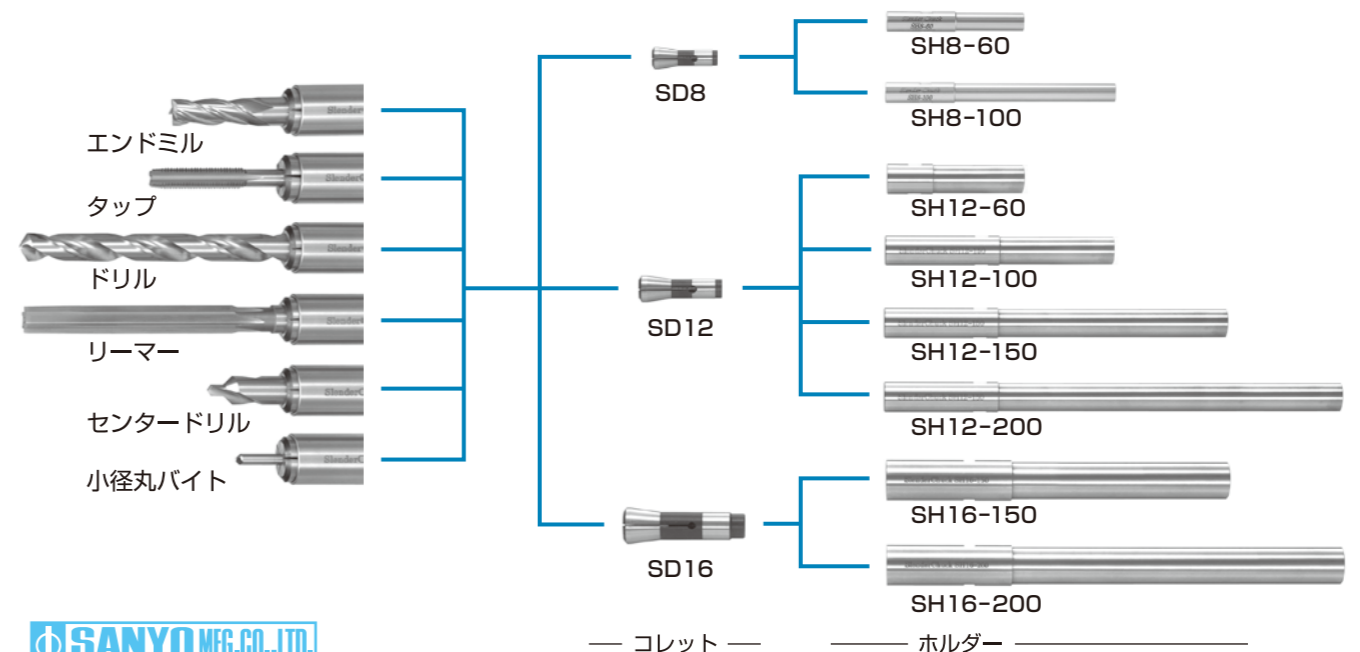 エンドミル
タップ
ドリル
リーマー
センタードリル
小径丸バイト
SD8
SD12
SD16
SH8-60
SH8-100
SH12-60
SH12-100
SH12-150
SH12-200
SH16-150
SH16-200
コレット
ホルダー
SANYO MFG.CO.,LTD.